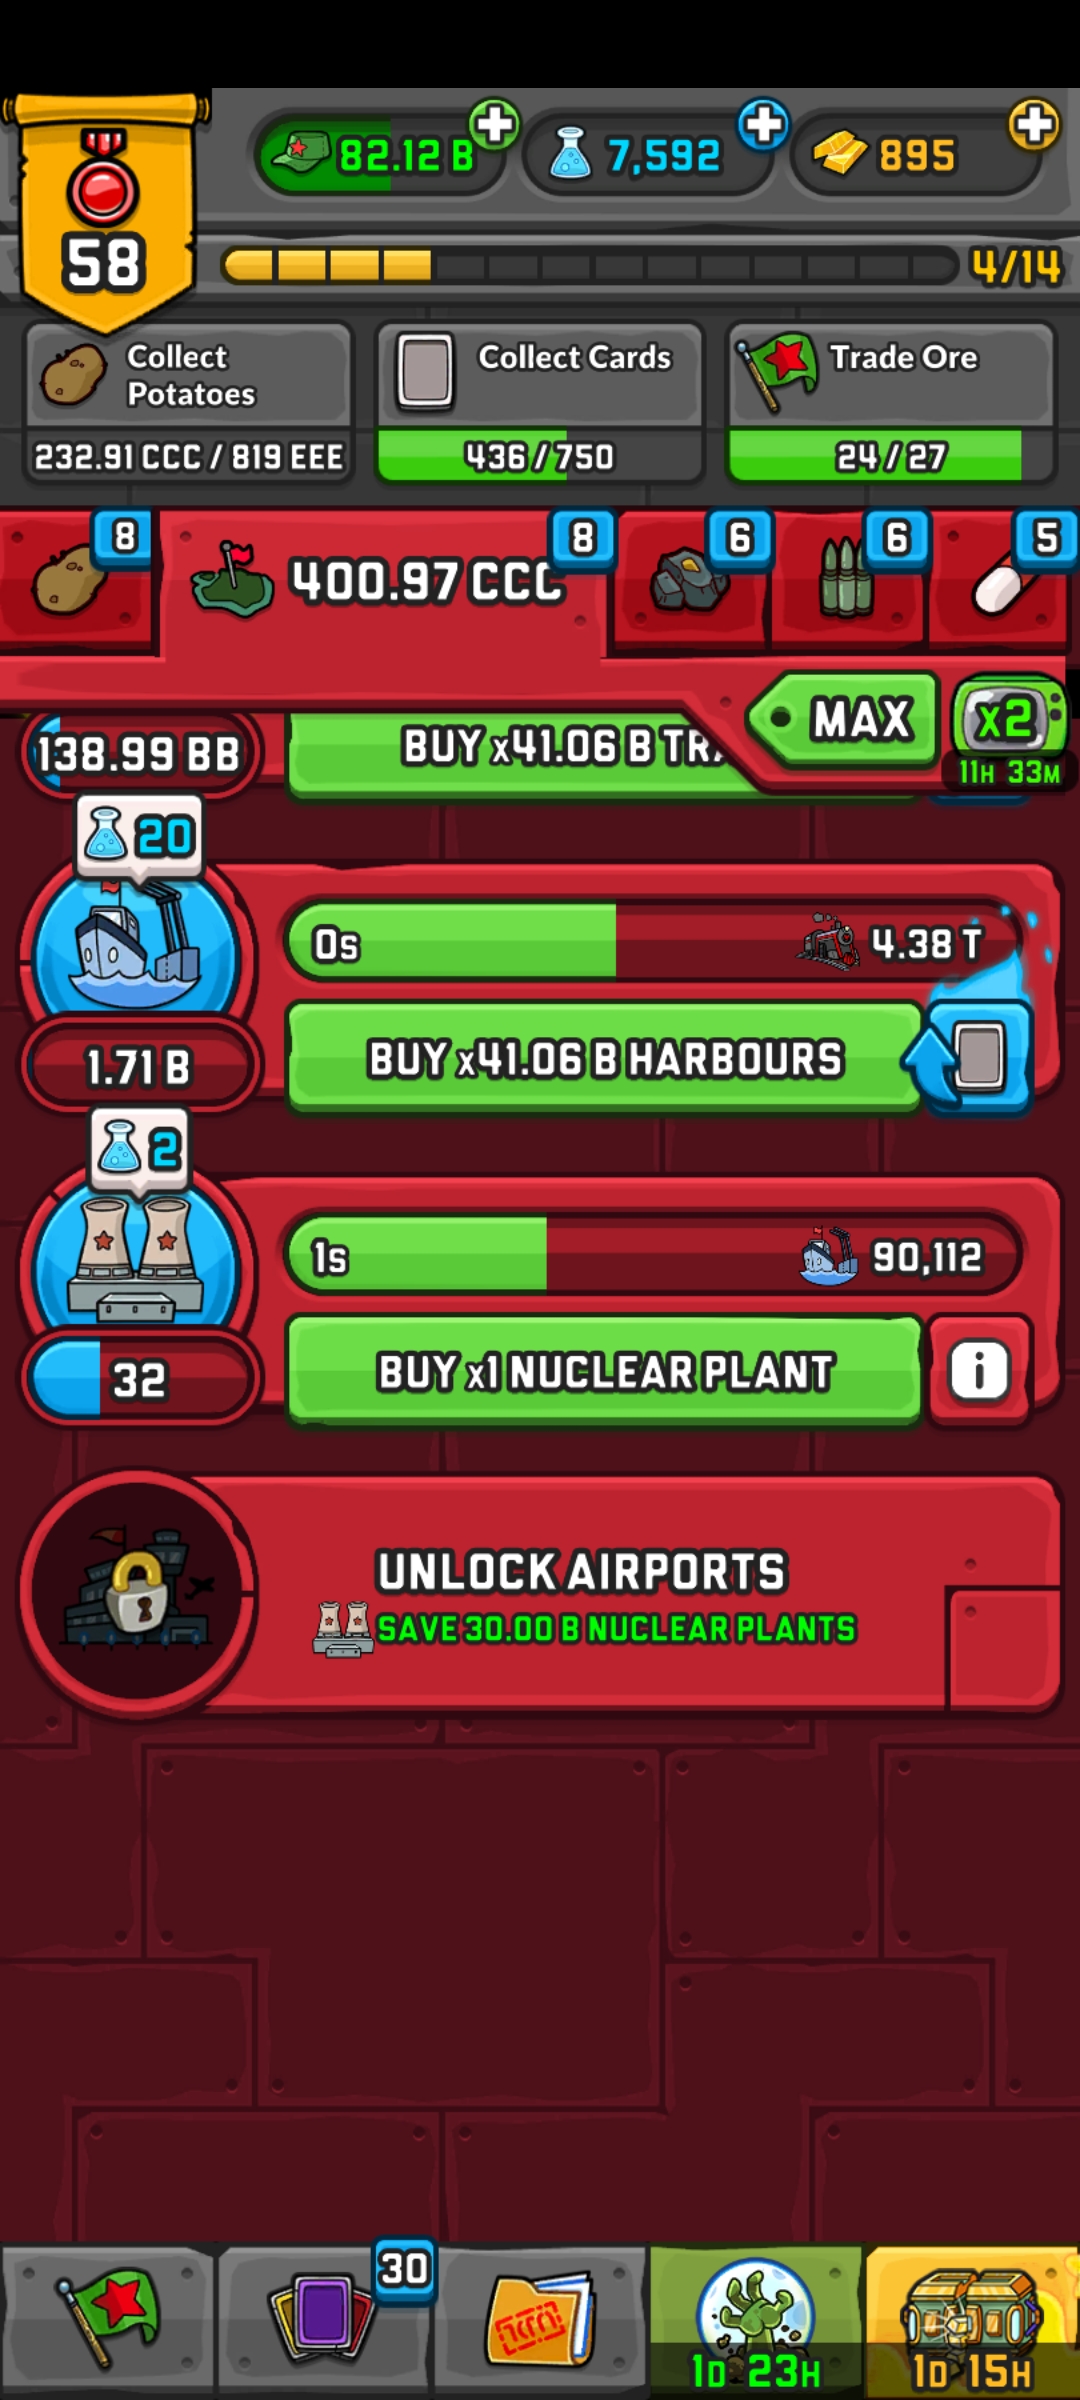 58
82.12 B
7,592
895
4/14
Collect
Potatoes
232.91 CCC / 819 EEE
Collect Cards
436 / 750
Trade Ore
24 / 27
8
400.97 CCC
8
6
6
5
MAX
x2
11H 33M
138.99 BB
BUY x41.06 B
20
0s
4.38 T
1.71 B
BUY x41.06 B HARBOURS
2
1s
90,112
32
BUY x1 NUCLEAR PLANT
i
UNLOCK AIRPORTS
SAVE 30.00 B NUCLEAR PLANTS
30
1D 23H
1D 15H